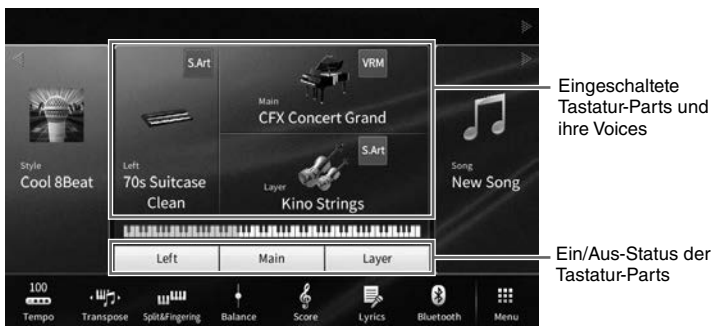 S.Art
VRM
Main
CFX Concert Grand
Style
Cool 8Beat
Left
70s Suitcase
Clean
S.Art
Layer
Kino Strings
Song
New Song
Left
Main
Layer
100
Tempo
Transpose
Split&Fingering
Balance
Score
Lyrics
Bluetooth
Menu
Eingeschaltete
Tastatur-Parts und
ihre Voices
Ein/Aus-Status der
Tastatur-Parts